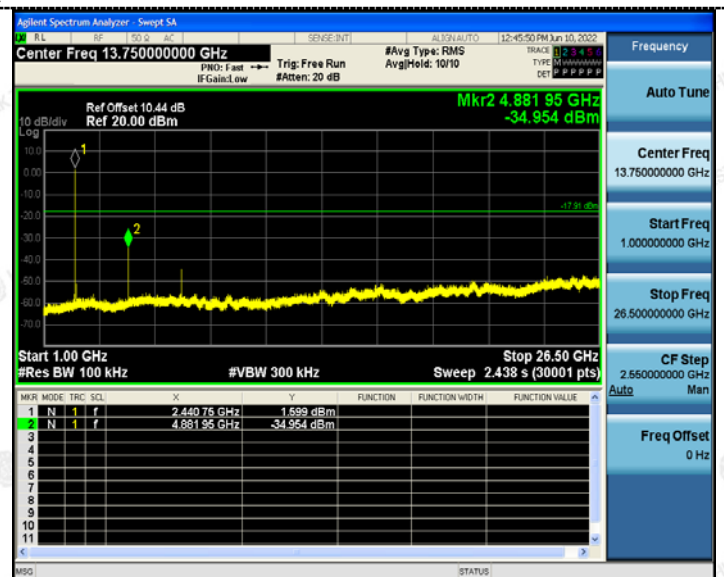 Agilent Spectrum Analyzer - Swept SA
RL RF 50 Ω AC SENSE:INT ALIGNAUTO 12:45:50 PM Jun 10, 2022
Center Freq 13.750000000 GHz #Avg Type: RMS TRACE 1 2 3 4 5 6
PNO: Fast Trig: Free Run Avg|Hold: 10/10 TYPE M WWWWW
IFGain:Low #Atten: 20 dB DET P P P P P P
Frequency
Auto Tune
Center Freq
13.750000000 GHz
Start Freq
1.000000000 GHz
Stop Freq
26.500000000 GHz
CF Step
2.550000000 GHz
Auto Man
Freq Offset
0 Hz
Mkr2 4.881 95 GHz
-34.954 dBm
Ref Offset 10.44 dB
10 dB/div Ref 20.00 dBm
Log
10.0
0.00
-10.0
-20.0
-30.0
-40.0
-50.0
-60.0
-70.0
1
2
-17.91 dBm
Start 1.00 GHz Stop 26.50 GHz
#Res BW 100 kHz #VBW 300 kHz Sweep 2.438 s (30001 pts)
MKR MODE TRC SCL X Y FUNCTION FUNCTION WIDTH FUNCTION VALUE
1 N 1 f 2.440 75 GHz 1.599 dBm
2 N 1 f 4.881 95 GHz -34.954 dBm
3
4
5
6
7
8
9
10
11
MSG STATUS